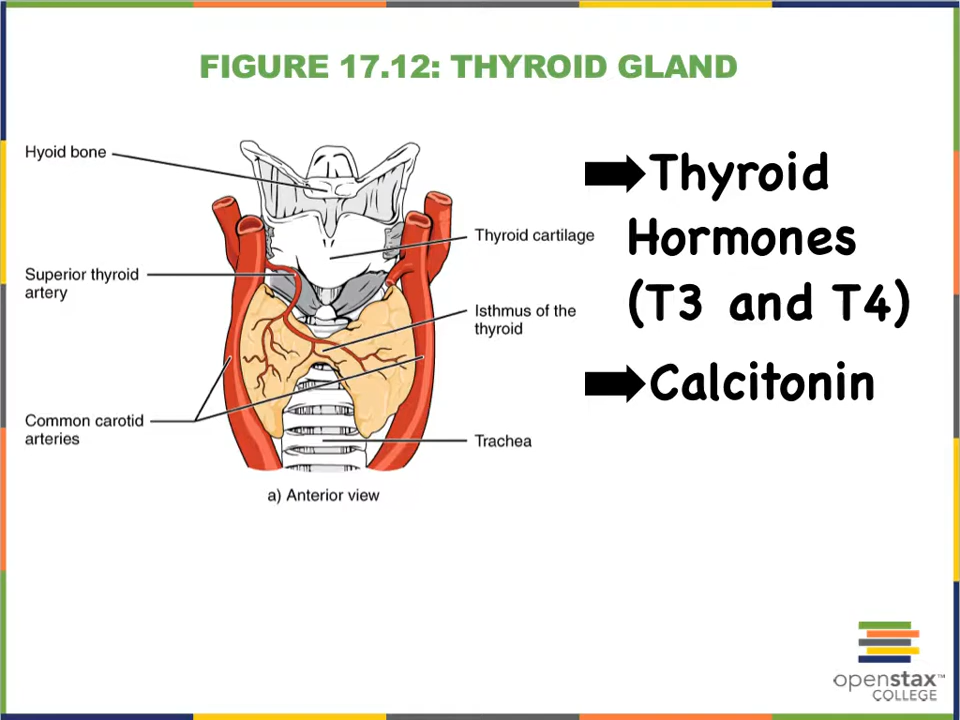 FIGURE 17.12: THYROID GLAND
Hyoid bone
Thyroid cartilage
Superior thyroid
artery
Isthmus of the
thyroid
Common carotid
arteries
Trachea
a) Anterior view
Thyroid
Hormones
(T3 and T4)
Calcitonin
openstax™
COLLEGE